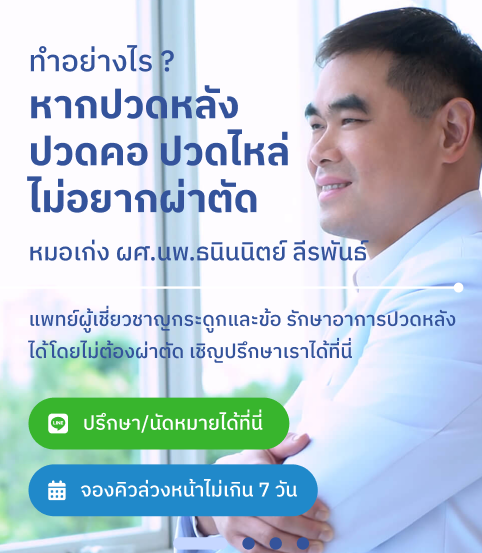 ทำอย่างไร ?
หากปวดหลัง
ปวดคอ ปวดไหล่
ไม่อยากผ่าตัด
หมอเก่ง ผศ.นพ.ธนินนิตย์ ลีรพันธ์
แพทย์ผู้เชี่ยวชาญกระดูกและข้อ รักษาอาการปวดหลัง
ได้โดยไม่ต้องผ่าตัด เชิญปรึกษาเราได้ที่นี่
LINE ปรึกษา/นัดหมายได้ที่นี่
จองคิวล่วงหน้าไม่เกิน 7 วัน